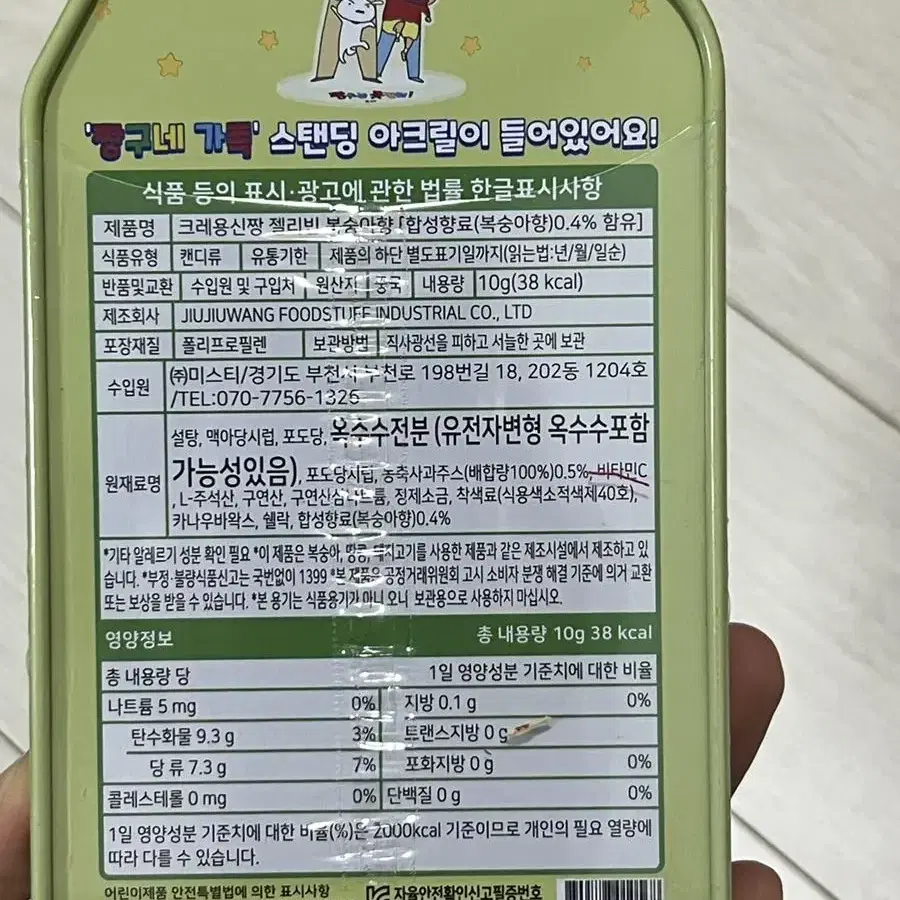 '짱구네 가족' 스탠딩 아크릴이 들어있어요!
식품 등의 표시·광고에 관한 법률 한글표시사항
제품명 크레용신짱 젤리빈 복숭아향 [합성향료(복숭아향)0.4% 함유]
식품유형 캔디류 유통기한 제품의 하단 별도표기일까지(읽는법:년/월/일순)
반품및교환 수입원 및 구입처 원산지 중국 내용량 10g(38 kcal)
제조회사 JIUJIUWANG FOODSTUFF INDUSTRIAL CO., LTD
포장재질 폴리프로필렌 보관방법 직사광선을 피하고 서늘한 곳에 보관
수입원 ㈜미스티/경기도 부천시 부천로 198번길 18, 202동 1204호
/TEL:070-7756-1326
원재료명 설탕, 맥아당시럽, 포도당, 옥수수전분 (유전자변형 옥수수포함
가능성있음), 포도당시럽, 농축사과주스(배합량100%)0.5%, 비타민C
, L-주석산, 구연산, 구연산삼나트륨, 정제소금, 착색료(식용색소적색제40호),
카나우바왁스, 쉘락, 합성향료(복숭아향)0.4%
*기타 알레르기 성분 확인 필요 *이 제품은 복숭아, 땅콩, 돼지고기를 사용한 제품과 같은 제조시설에서 제조하고 있
습니다. *부정·불량식품신고는 국번없이 1399 *본 제품은 공정거래위원회 고시 소비자 분쟁 해결 기준에 의거 교환
또는 보상을 받을 수 있습니다. *본 용기는 식품용기가 아니 오니 보관용으로 사용하지 마십시오.
영양정보 총 내용량 10g 38 kcal
총 내용량 당 1일 영양성분 기준치에 대한 비율
나트륨 5 mg 0% 지방 0.1 g 0%
탄수화물 9.3 g 3% 트랜스지방 0 g
당 류 7.3 g 7% 포화지방 0 g 0%
콜레스테롤 0 mg 0% 단백질 0 g 0%
1일 영양성분 기준치에 대한 비율(%)은 2000kcal 기준이므로 개인의 필요 열량에
따라 다를 수 있습니다.
어린이제품 안전특별법에 의한 표시사항 자율안전확인신고필증번호